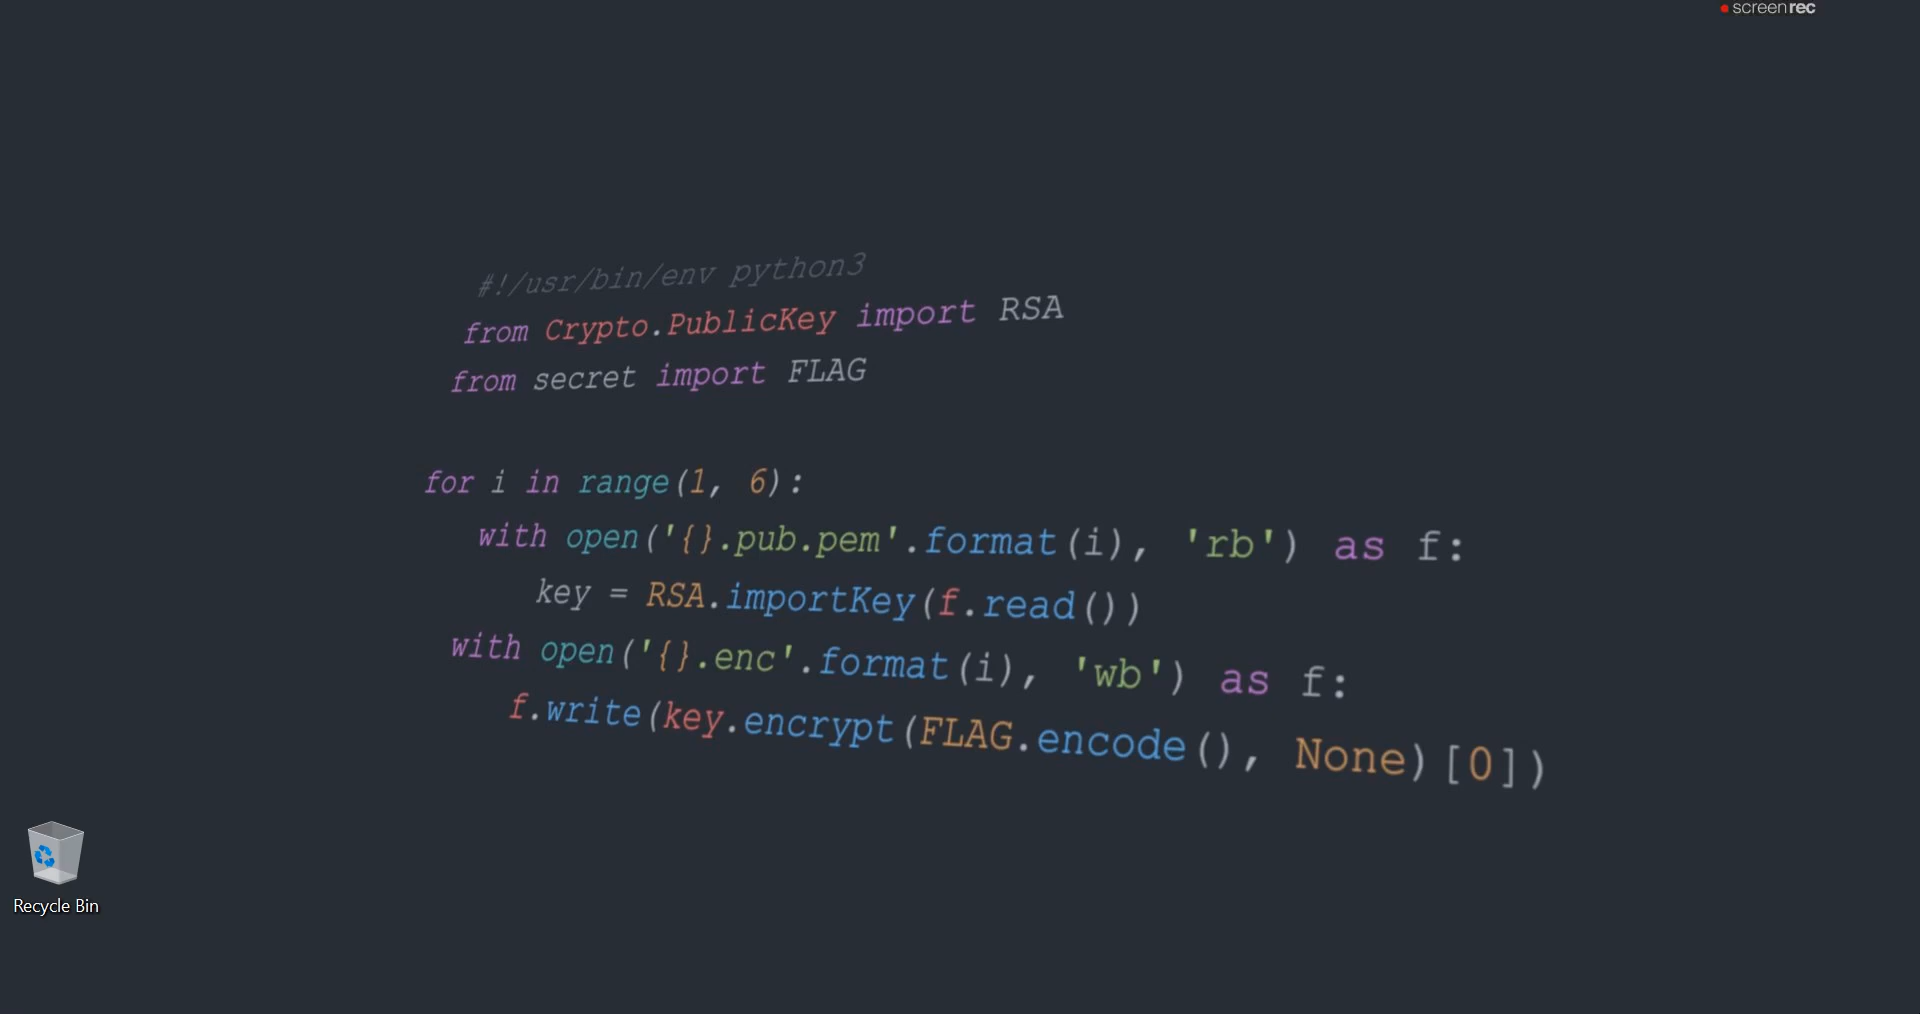 screenrec
#!/usr/bin/env python3
from Crypto.PublicKey import RSA
from secret import FLAG
for i in range(1, 6):
with open('{}.pub.pem'.format(i), 'rb') as f:
key = RSA.importKey(f.read())
with open('{}.enc'.format(i), 'wb') as f:
f.write(key.encrypt(FLAG.encode(), None)[0])
Recycle Bin